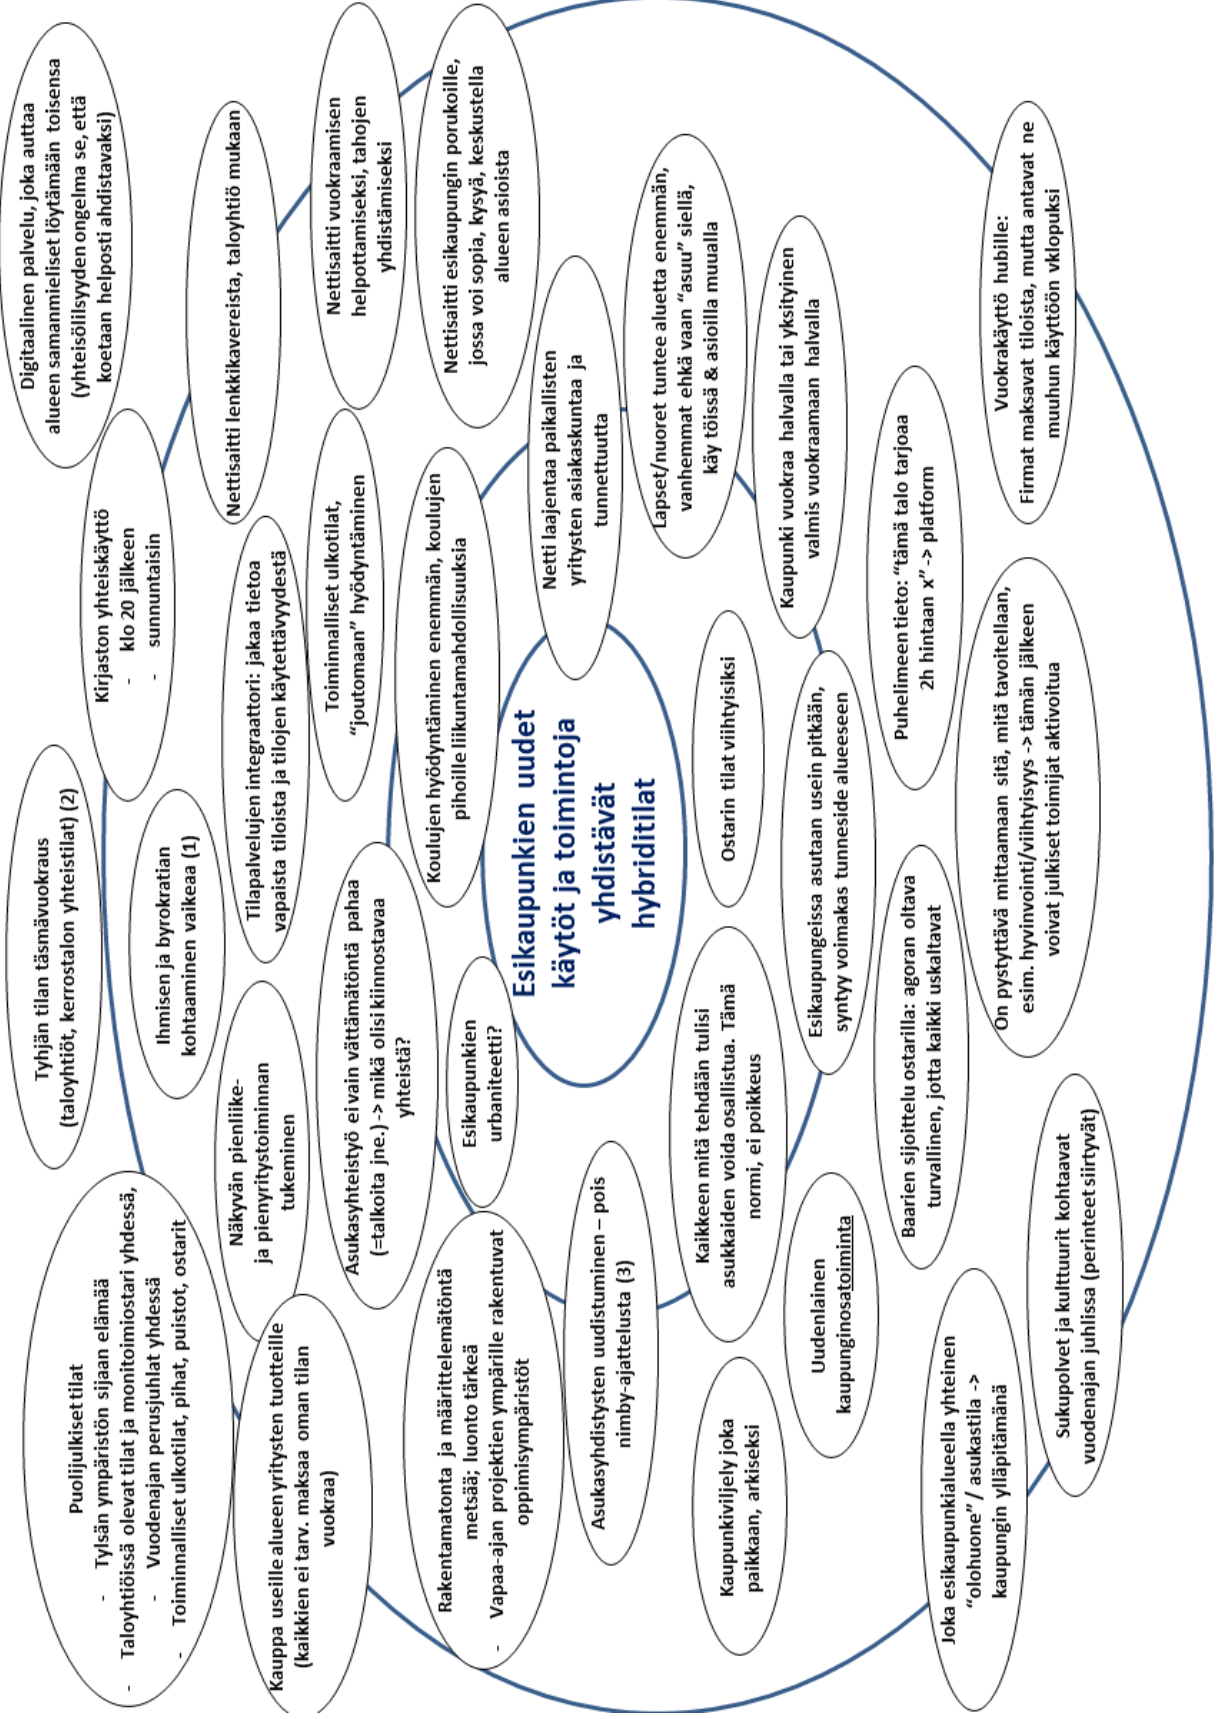 Puolijulkiset tilat
- Tylsän ympäristön sijaan elämää
- Taloyhtiöissä olevat tilat ja monitoimiostari yhdessä,
- Vuodenajan perusjuhlat yhdessä
- Toiminnalliset ulkotilat, pihat, puistot, ostarit
Tyhjän tilan täsmävuokraus
(taloyhtiöt, kerrostalon yhteistilat) (2)
Kirjaston yhteiskäyttö
- klo 20 jälkeen
- sunnuntaisin
Digitaalinen palvelu, joka auttaa
alueen samanmieliset löytämään toisensa
(yhteisöllisyyden ongelma se, että
koetaan helposti ahdistavaksi)
Ihmisen ja byrokratian
kohtaaminen vaikeaa (1)
Nettisaitti lenkkikavereista, taloyhtiö mukaan
Näkyvän pienliike-
ja pienyritystoiminnan
tukeminen
Tilapalvelujen integraattori: jakaa tietoa
vapaista tiloista ja tilojen käytettävyydestä
Kauppa useille alueen yritysten tuotteille
(kaikkien ei tarv. maksaa oman tilan
vuokraa)
Asukasyhteistyö ei vain vättämätöntä pahaa
(=talkoita jne.) -> mikä olisi kiinnostavaa
yhteistä?
Toiminnalliset ulkotilat,
“joutomaan” hyödyntäminen
Nettisaitti vuokraamisen
helpottamiseksi, tahojen
yhdistämiseksi
Rakentamatonta ja määrittelemätöntä
metsää; luonto tärkeä
- Vapaa-ajan projektien ympärille rakentuvat
oppimisympäristöt
Esikaupunkien
urbaniteetti?
Koulujen hyödyntäminen enemmän, koulujen
pihoille liikuntamahdollisuuksia
Nettisaitti esikaupungin porukoille,
jossa voi sopia, kysyä, keskustella
alueen asioista
Esikaupunkien uudet
käytöt ja toimintoja
yhdistävät
hybriditilat
Netti laajentaa paikallisten
yritysten asiakaskuntaa ja
tunnettuutta
Asukasyhdistysten uudistuminen – pois
nimby-ajattelusta (3)
Kaikkeen mitä tehdään tulisi
asukkaiden voida osallistua. Tämä
normi, ei poikkeus
Ostarin tilat viihtyisiksi
Lapset/nuoret tuntee aluetta enemmän,
vanhemmat ehkä vaan “asuu” siellä,
käy töissä & asioilla muualla
Kaupunkiviljely joka
paikkaan, arkiseksi
Uudenlainen
kaupunginosatoiminta
Esikaupungeissa asutaan usein pitkään,
syntyy voimakas tunneside alueeseen
Kaupunki vuokraa halvalla tai yksityinen
valmis vuokraamaan halvalla
Baarien sijoittelu ostarilla: agoran oltava
turvallinen, jotta kaikki uskaltavat
Puhelimeen tieto: “tämä talo tarjoaa
2h hintaan x” -> platform
Joka esikaupunkialueella yhteinen
“olohuone” / asukastila ->
kaupungin ylläpitämänä
Sukupolvet ja kulttuurit kohtaavat
vuodenajan juhlissa (perinteet siirtyvät)
On pystyttävä mittaamaan sitä, mitä tavoitellaan,
esim. hyvinvointi/viihtyisyys -> tämän jälkeen
voivat julkiset toimijat aktivoitua
Vuokrakäyttö hubille:
Firmat maksavat tiloista, mutta antavat ne
muuhun käyttöön vklopuksi